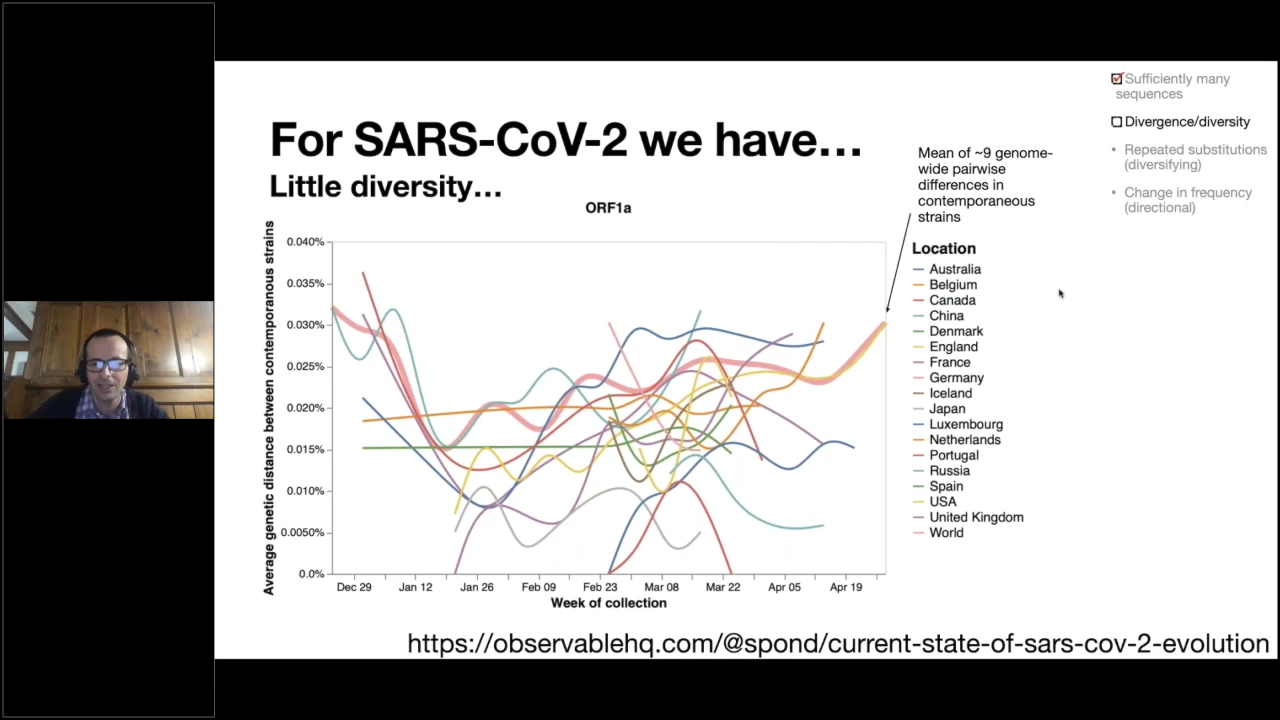 For SARS-CoV-2 we have…
Little diversity…
☑ Sufficiently many
sequences
☐ Divergence/diversity
• Repeated substitutions
(diversifying)
• Change in frequency
(directional)
Mean of ~9 genome-
wide pairwise
differences in
contemporaneous
strains
ORF1a
Average genetic distance between contemporanous strains
0.040%
0.035%
0.030%
0.025%
0.020%
0.015%
0.010%
0.0050%
0.0%
Dec 29 Jan 12 Jan 26 Feb 09 Feb 23 Mar 08 Mar 22 Apr 05 Apr 19
Week of collection
Location
Australia
Belgium
Canada
China
Denmark
England
France
Germany
Iceland
Japan
Luxembourg
Netherlands
Portugal
Russia
Spain
USA
United Kingdom
World
https://observablehq.com/@spond/current-state-of-sars-cov-2-evolution